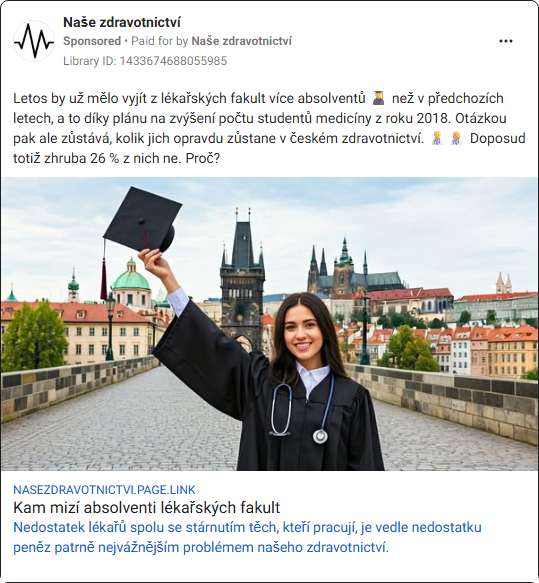 Naše zdravotnictví
Sponsored • Paid for by Naše zdravotnictví
Library ID: 1433674688055985
Letos by už mělo vyjít z lékařských fakult více absolventů 👩‍🎓 než v předchozích
letech, a to díky plánu na zvýšení počtu studentů medicíny z roku 2018. Otázkou
pak ale zůstává, kolik jich opravdu zůstane v českém zdravotnictví. 👩‍⚕️ 👩‍⚕️ Doposud
totiž zhruba 26 % z nich ne. Proč?
NASEZDRAVOTNICTVI.PAGE.LINK
Kam mizí absolventi lékařských fakult
Nedostatek lékařů spolu se stárnutím těch, kteří pracují, je vedle nedostatku
peněz patrně nejvážnějším problémem našeho zdravotnictví.